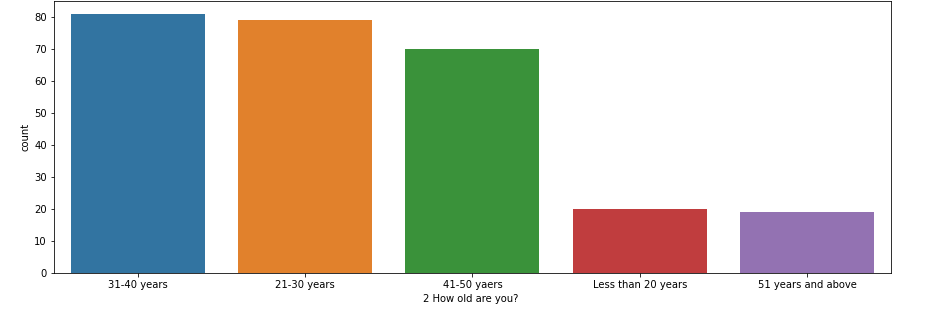 80
70
60
50
40
30
20
10
0
count
31-40 years
21-30 years
41-50 yaers
Less than 20 years
51 years and above
2 How old are you?